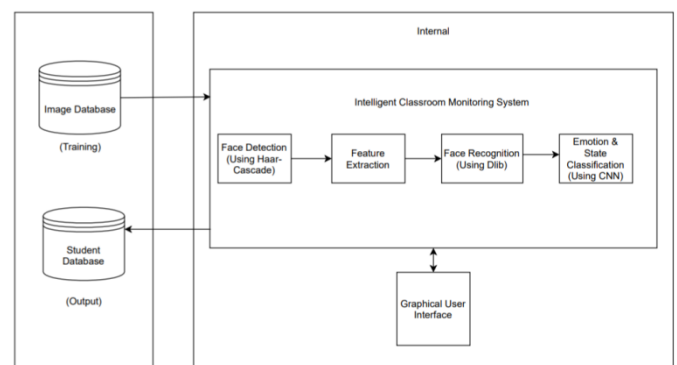 Internal
Image Database
(Training)
Intelligent Classroom Monitoring System
Face Detection
(Using Haar-
Cascade)
Feature
Extraction
Face Recognition
(Using Dlib)
Emotion &
State
Classification
(Using CNN)
Student
Database
(Output)
Graphical User
Interface